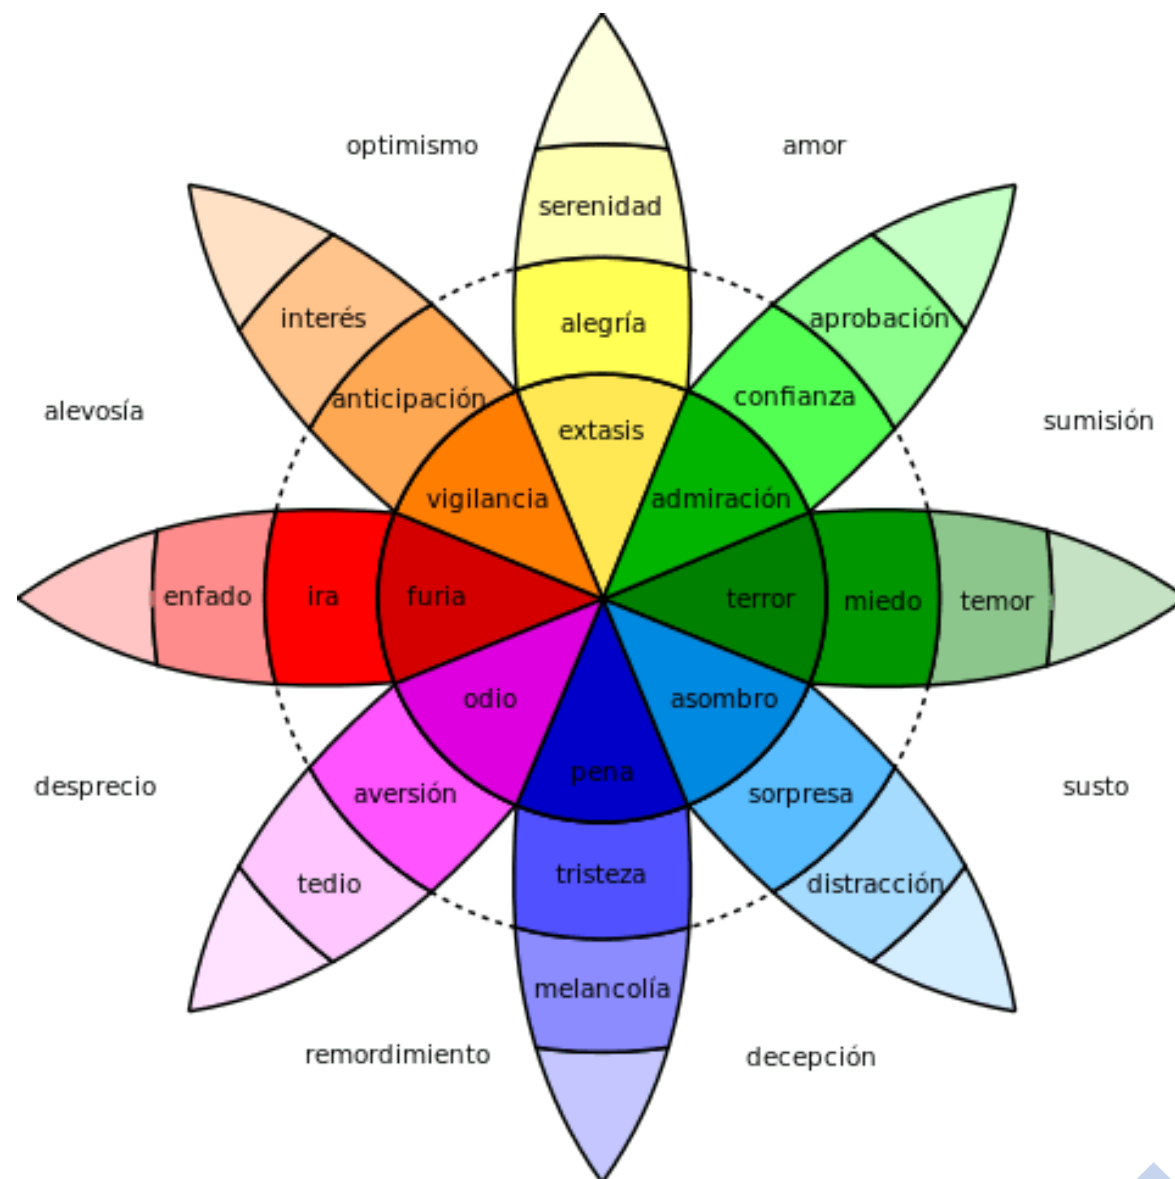 optimismo
amor
serenidad
interés
alegría
aprobación
anticipación
confianza
alevosía
sumisión
extasis
vigilancia
admiración
enfado
ira
furia
terror
miedo
temor
odio
asombro
pena
desprecio
susto
aversión
sorpresa
tristeza
tedio
distracción
melancolía
remordimiento
decepción